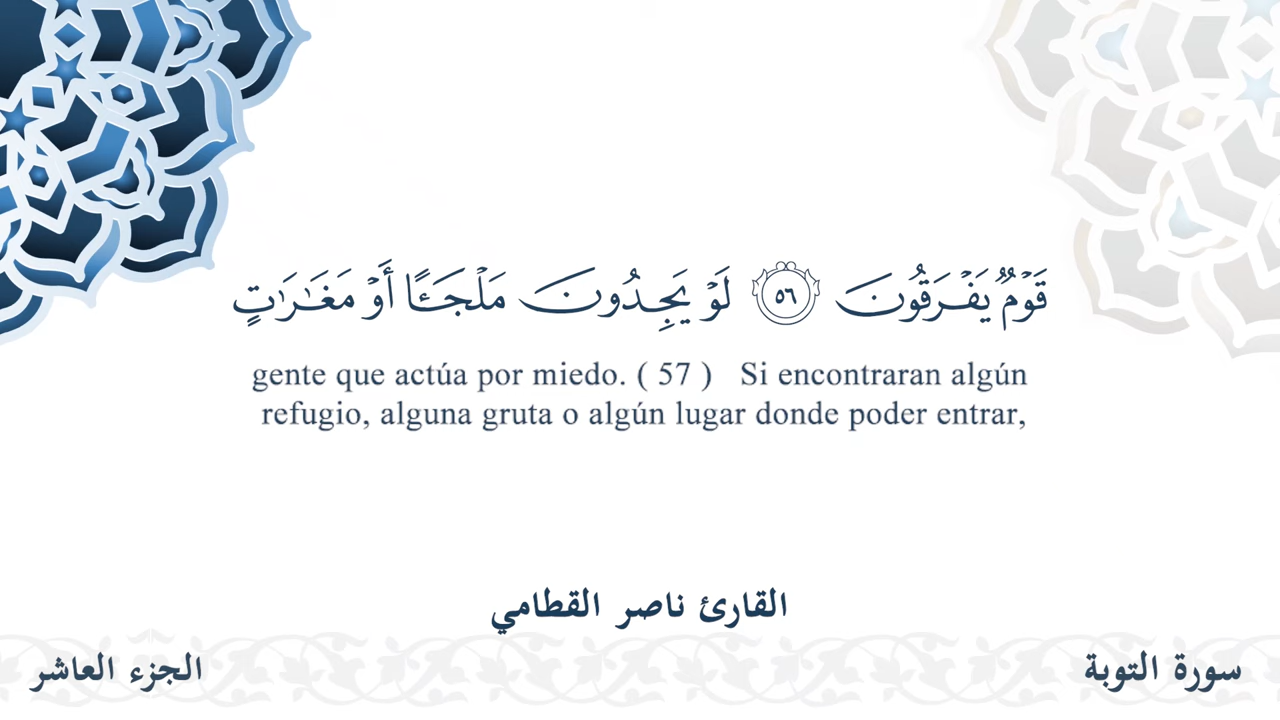 قَوۡمٞ يَفۡرَقُونَ ٥٦ لَوۡ يَجِدُونَ مَلۡجَـًٔا أَوۡ مَغَٰرَٰتٍ
gente que actúa por miedo. ( 57 ) Si encontraran algún
refugio, alguna gruta o algún lugar donde poder entrar,
القارئ ناصر القطامي
سورة التوبة
الجزء العاشر